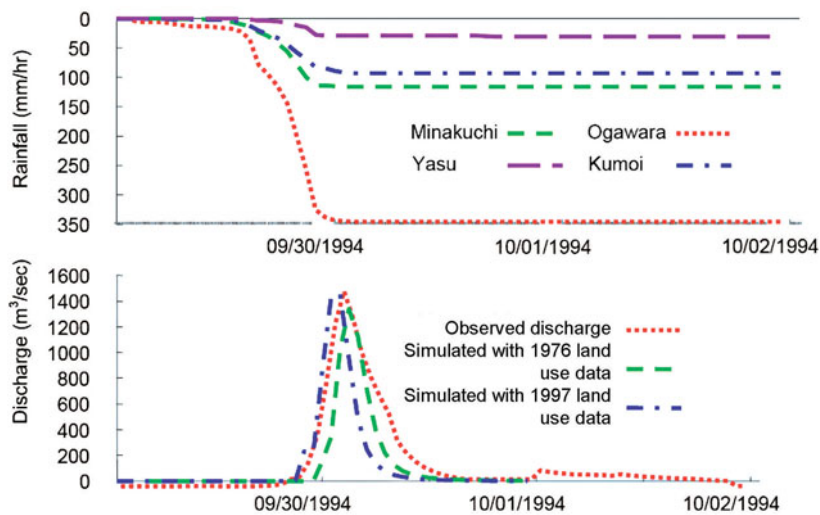 Rainfall (mm/hr)
0
50
100
150
200
250
300
350
Minakuchi
Ogawara
Yasu
Kumoi
09/30/1994
10/01/1994
10/02/1994
Discharge (m³/sec)
1600
1400
1200
1000
800
600
400
200
0
Observed discharge
Simulated with 1976 land
use data
Simulated with 1997 land
use data
09/30/1994
10/01/1994
10/02/1994